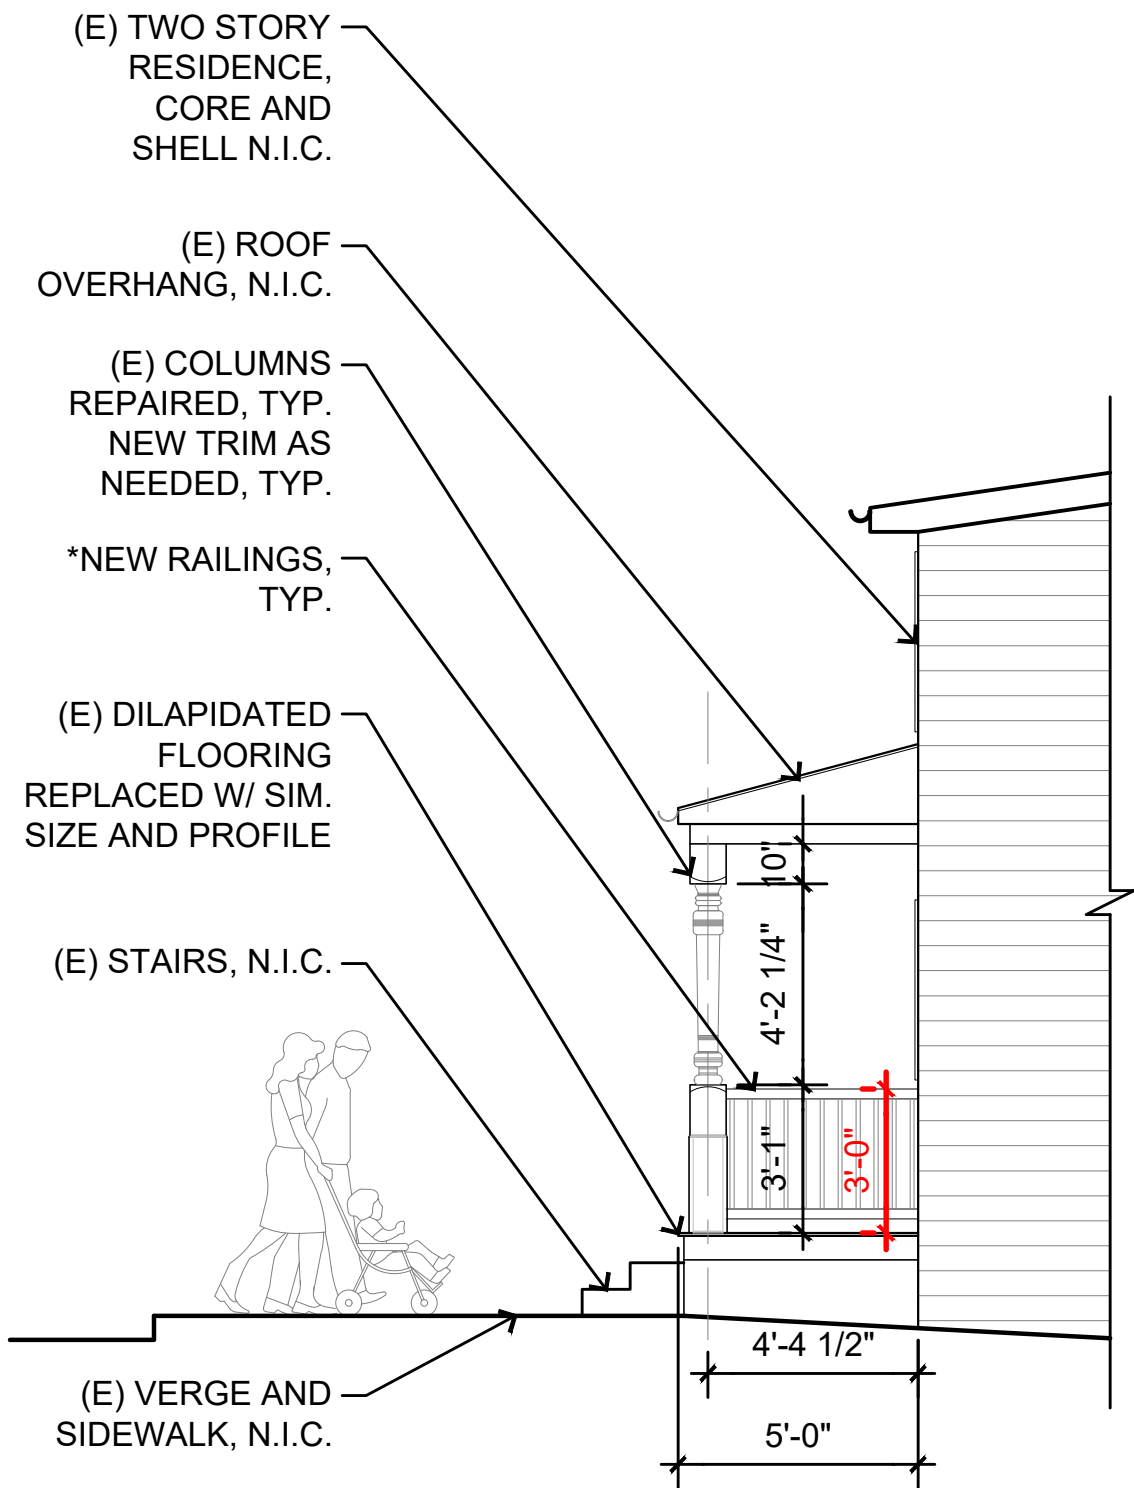 (E) TWO STORY
RESIDENCE,
CORE AND
SHELL N.I.C.
(E) ROOF
OVERHANG, N.I.C.
(E) COLUMNS
REPAIRED, TYP.
NEW TRIM AS
NEEDED, TYP.
*NEW RAILINGS,
TYP.
(E) DILAPIDATED
FLOORING
REPLACED W/ SIM.
SIZE AND PROFILE
(E) STAIRS, N.I.C.
(E) VERGE AND
SIDEWALK, N.I.C.
10"
4'-2 1/4"
3'-1"
3'-0"
4'-4 1/2"
5'-0"